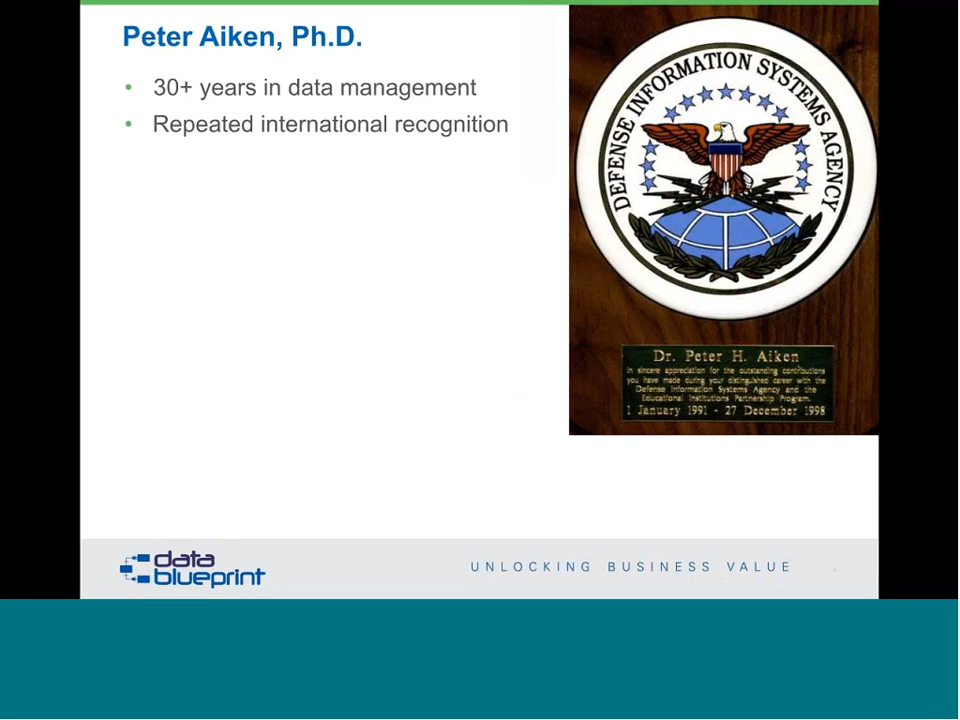 Peter Aiken, Ph.D.
• 30+ years in data management
• Repeated international recognition
DEFENSE INFORMATION SYSTEMS AGENCY
Dr. Peter H. Aiken
In sincere appreciation for the outstanding contributions
you have made during your distinguished career with the
Defense Information Systems Agency and the
Educational Institutions Partnership Program.
1 January 1991 - 27 December 1998
data
blueprint
UNLOCKING BUSINESS VALUE